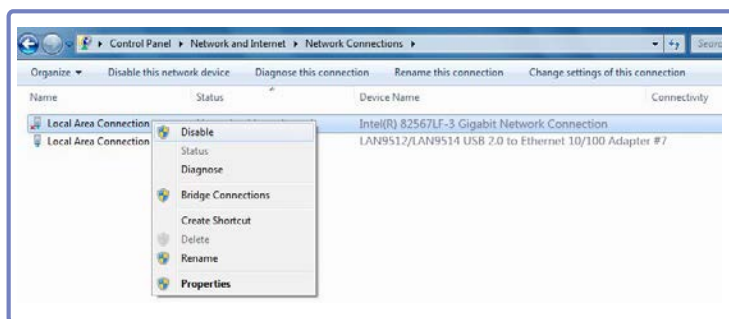 Control Panel ▸ Network and Internet ▸ Network Connections ▸
Organize ▾ Disable this network device Diagnose this connection Rename this connection Change settings of this connection
Name Status Device Name Connectivity
Local Area Connection Intel(R) 82567LF-3 Gigabit Network Connection
Local Area Connection LAN9512/LAN9514 USB 2.0 to Ethernet 10/100 Adapter #7
Disable
Status
Diagnose
Bridge Connections
Create Shortcut
Delete
Rename
Properties